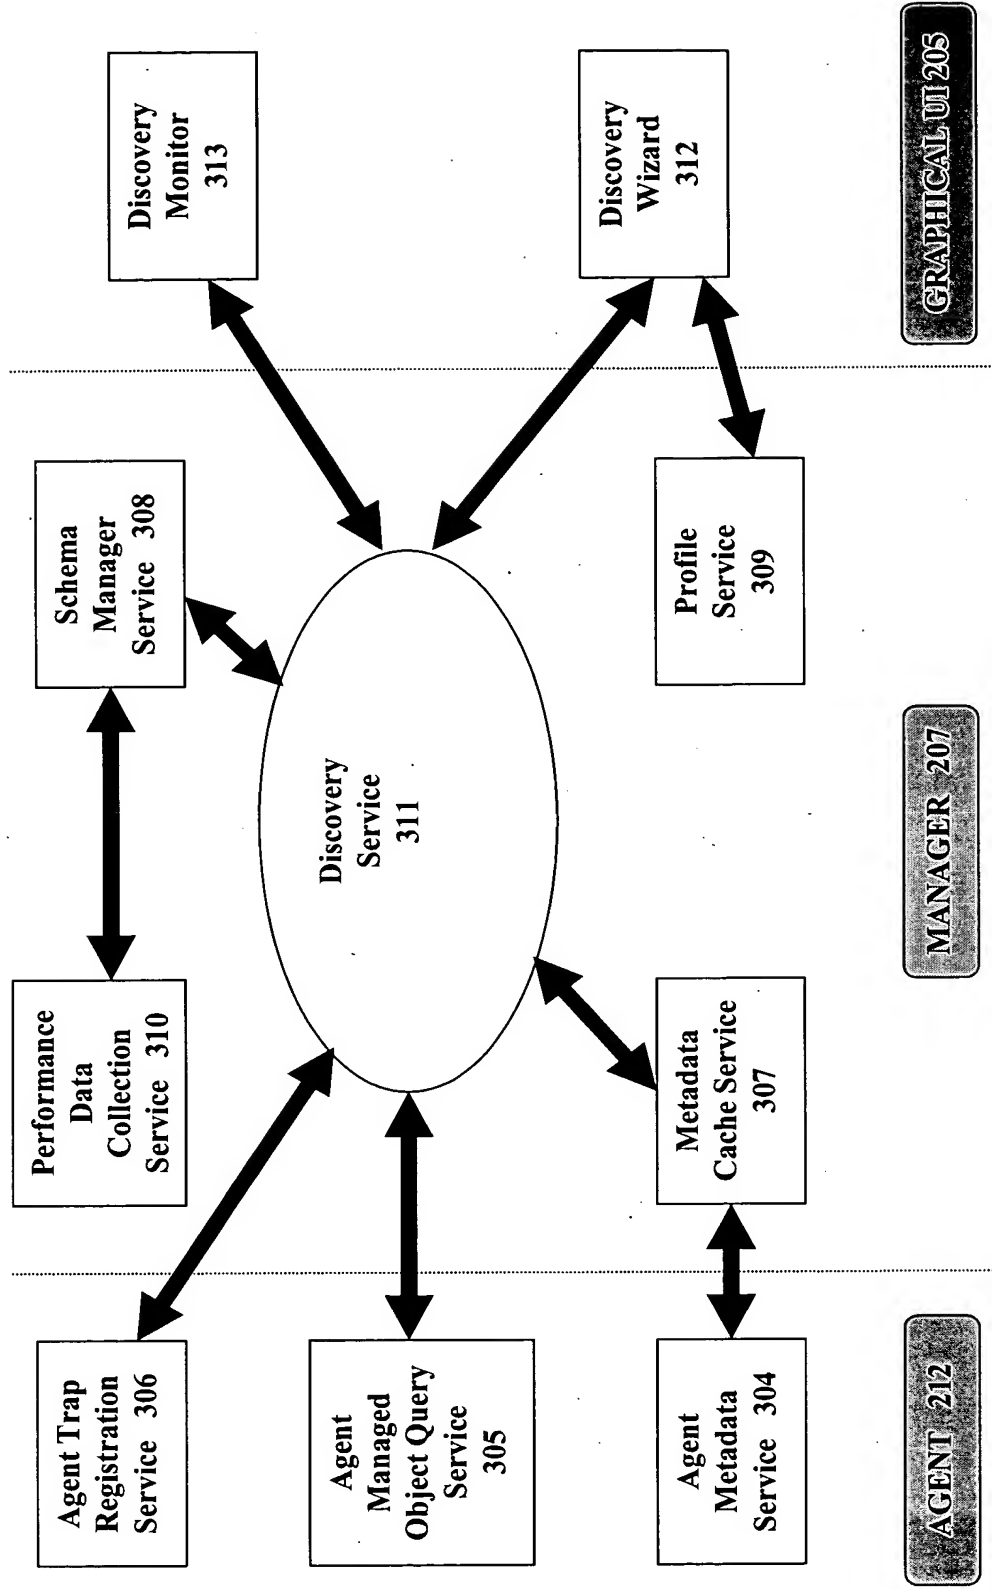 Agent Trap
Registration
Service 306
Agent
Managed
Object Query
Service
305
Agent
Metadata
Service 304
AGENT 212
Performance
Data
Collection
Service 310
Schema
Manager
Service 308
Discovery
Service
311
Metadata
Cache Service
307
Profile
Service
309
MANAGER 207
Discovery
Monitor
313
Discovery
Wizard
312
GRAPHICAL UI 205